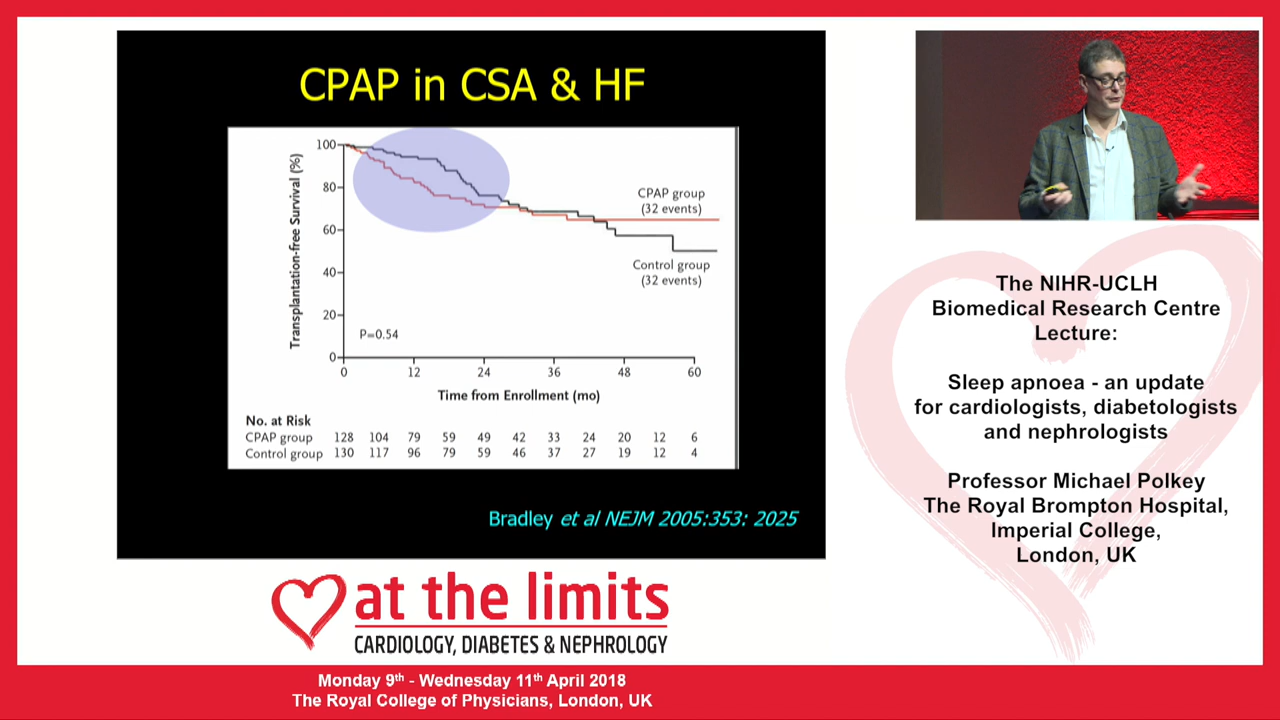 CPAP in CSA & HF
Transplantation-free Survival (%)
100
80
60
40
20
0
CPAP group
(32 events)
Control group
(32 events)
P=0.54
0 12 24 36 48 60
Time from Enrollment (mo)
No. at Risk
CPAP group 128 104 79 59 49 42 33 24 20 12 6
Control group 130 117 96 79 59 46 37 27 19 12 4
Bradley et al NEJM 2005:353: 2025
The NIHR-UCLH
Biomedical Research Centre
Lecture:
Sleep apnoea - an update
for cardiologists, diabetologists
and nephrologists
Professor Michael Polkey
The Royal Brompton Hospital,
Imperial College,
London, UK
at the limits
CARDIOLOGY, DIABETES & NEPHROLOGY
Monday 9th - Wednesday 11th April 2018
The Royal College of Physicians, London, UK